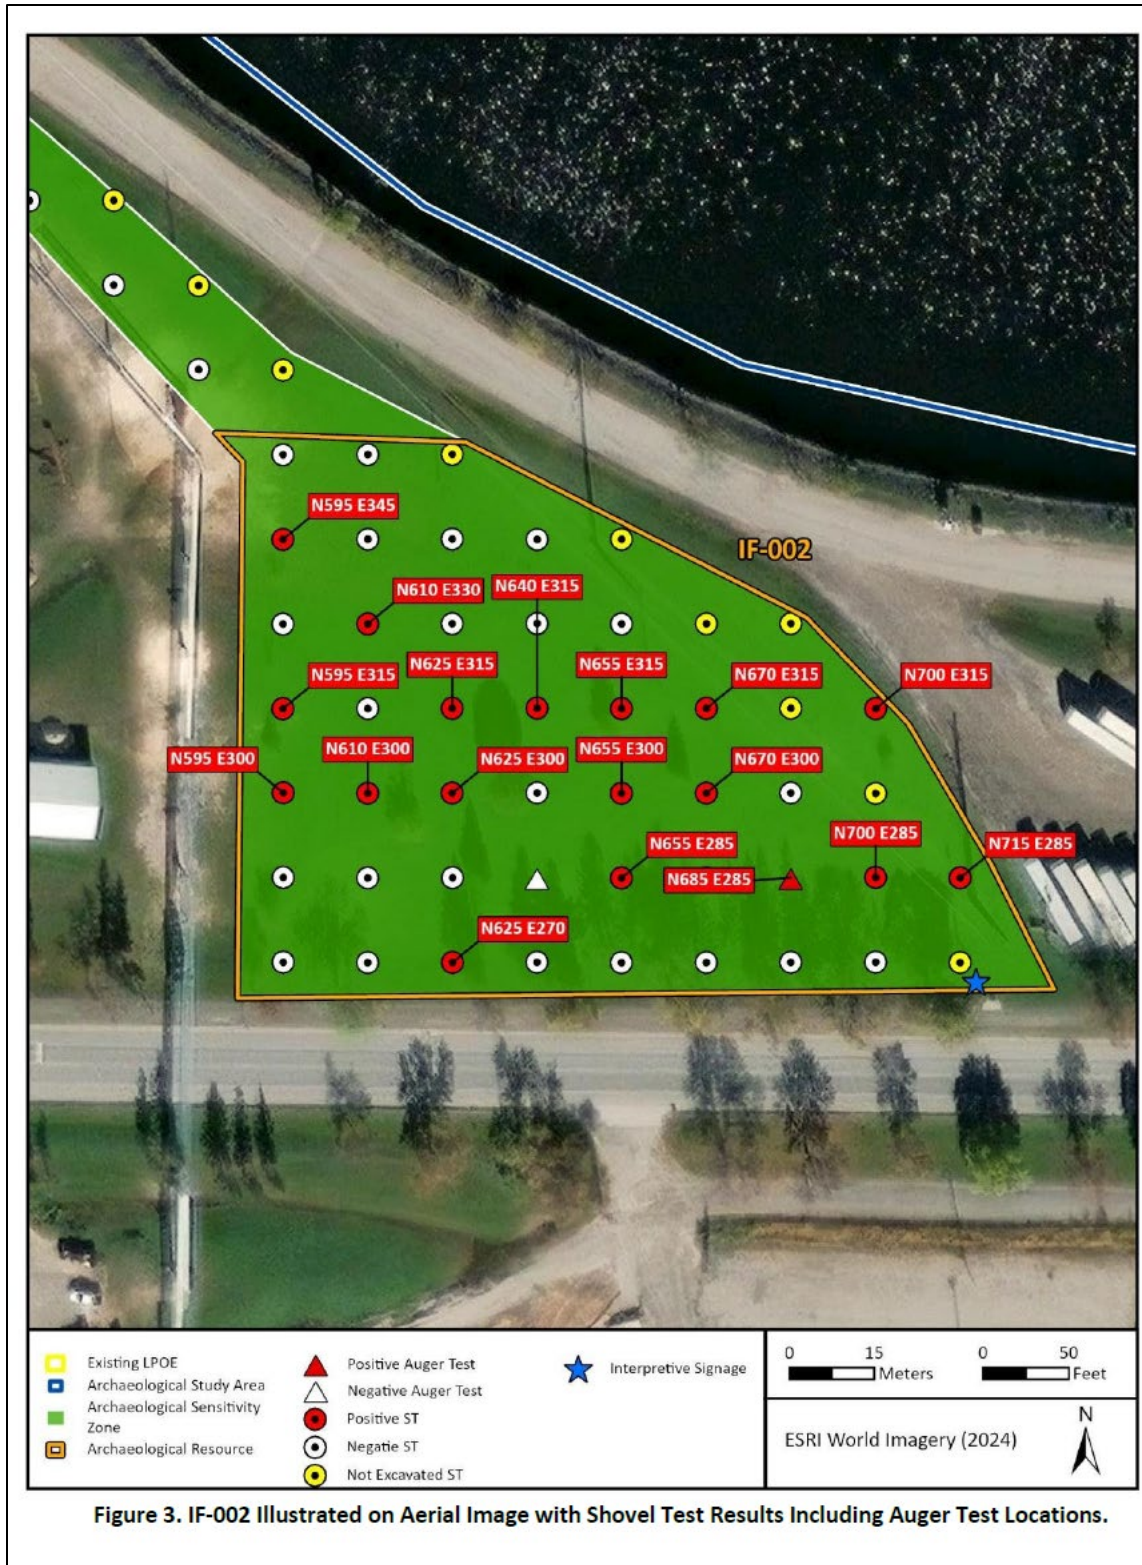 N595 E345
IF-002
N610 E330
N640 E315
N595 E315
N625 E315
N655 E315
N670 E315
N700 E315
N595 E300
N610 E300
N625 E300
N655 E300
N670 E300
N655 E285
N685 E285
N700 E285
N715 E285
N625 E270
Existing LPOE
Archaeological Study Area
Archaeological Sensitivity
Zone
Archaeological Resource
Positive Auger Test
Negative Auger Test
Positive ST
Negatie ST
Not Excavated ST
Interpretive Signage
0 15
Meters
0 50
Feet
ESRI World Imagery (2024)
N
Figure 3. IF-002 Illustrated on Aerial Image with Shovel Test Results Including Auger Test Locations.